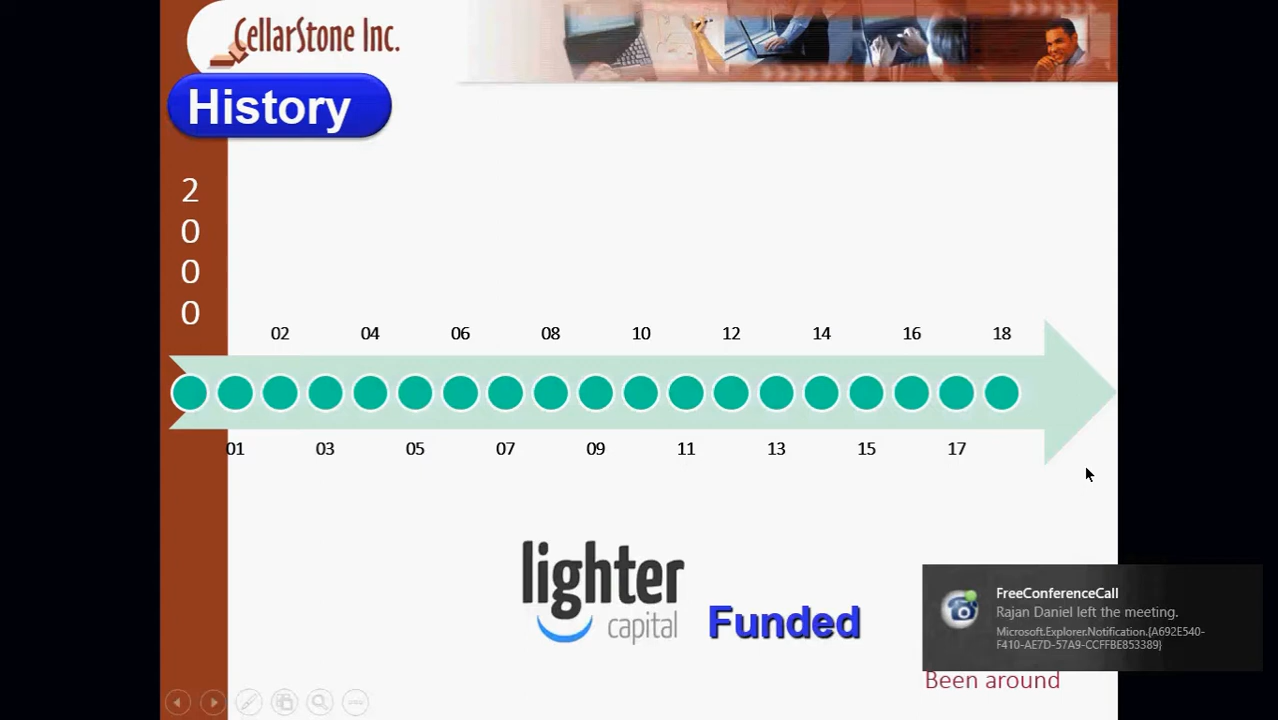 CellarStone Inc.
History
2
0
0
0
02 04 06 08 10 12 14 16 18
01 03 05 07 09 11 13 15 17
lighter
capital
Funded
FreeConferenceCall
Rajan Daniel left the meeting.
Microsoft.Explorer.Notification.{A692E540-
F410-AE7D-57A9-CCFFBE853389}
Been around